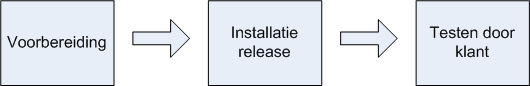 Voorbereiding
Installatie
release
Testen door
klant